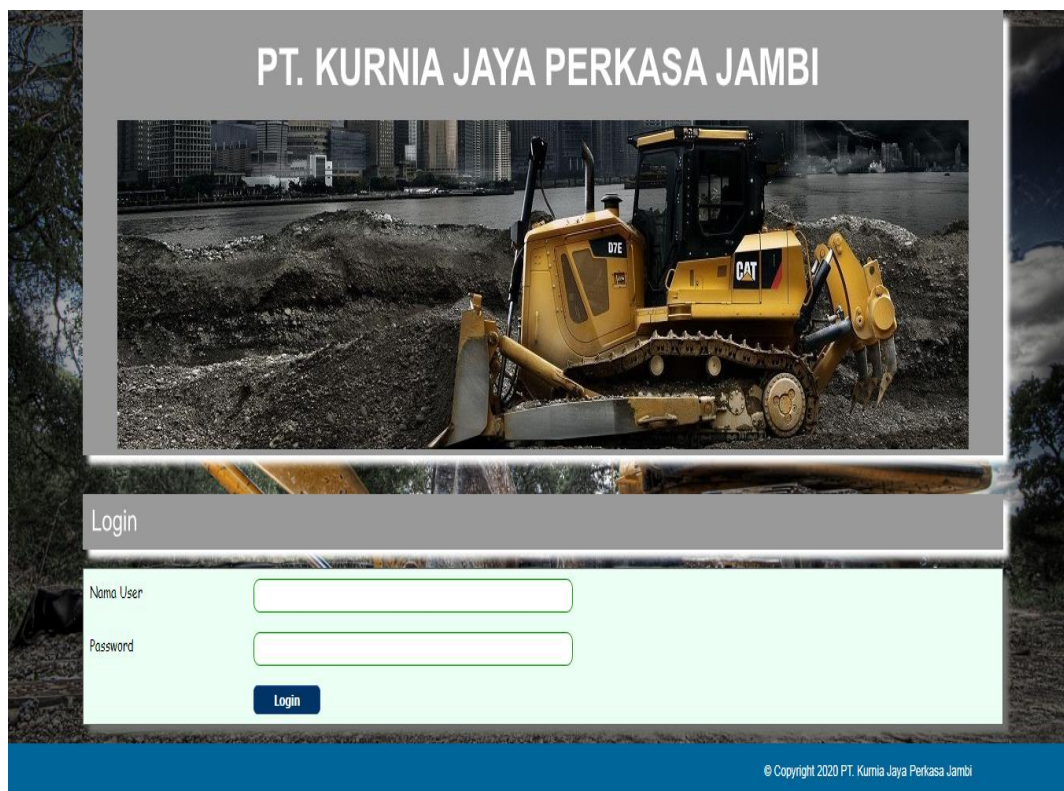 PT. KURNIA JAYA PERKASA JAMBI
D7E
CAT
Login
Nama User
Password
Login
© Copyright 2020 PT. Kurnia Jaya Perkasa Jambi